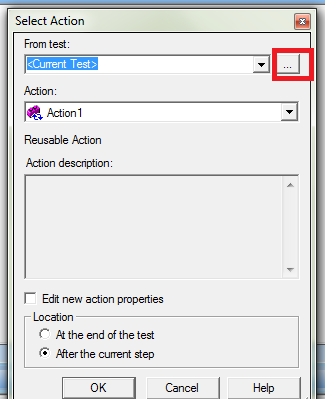 Select Action
From test:
<Current Test>
...
Action:
Action1
Reusable Action
Action description:
Edit new action properties
Location
At the end of the test
After the current step
OK Cancel Help